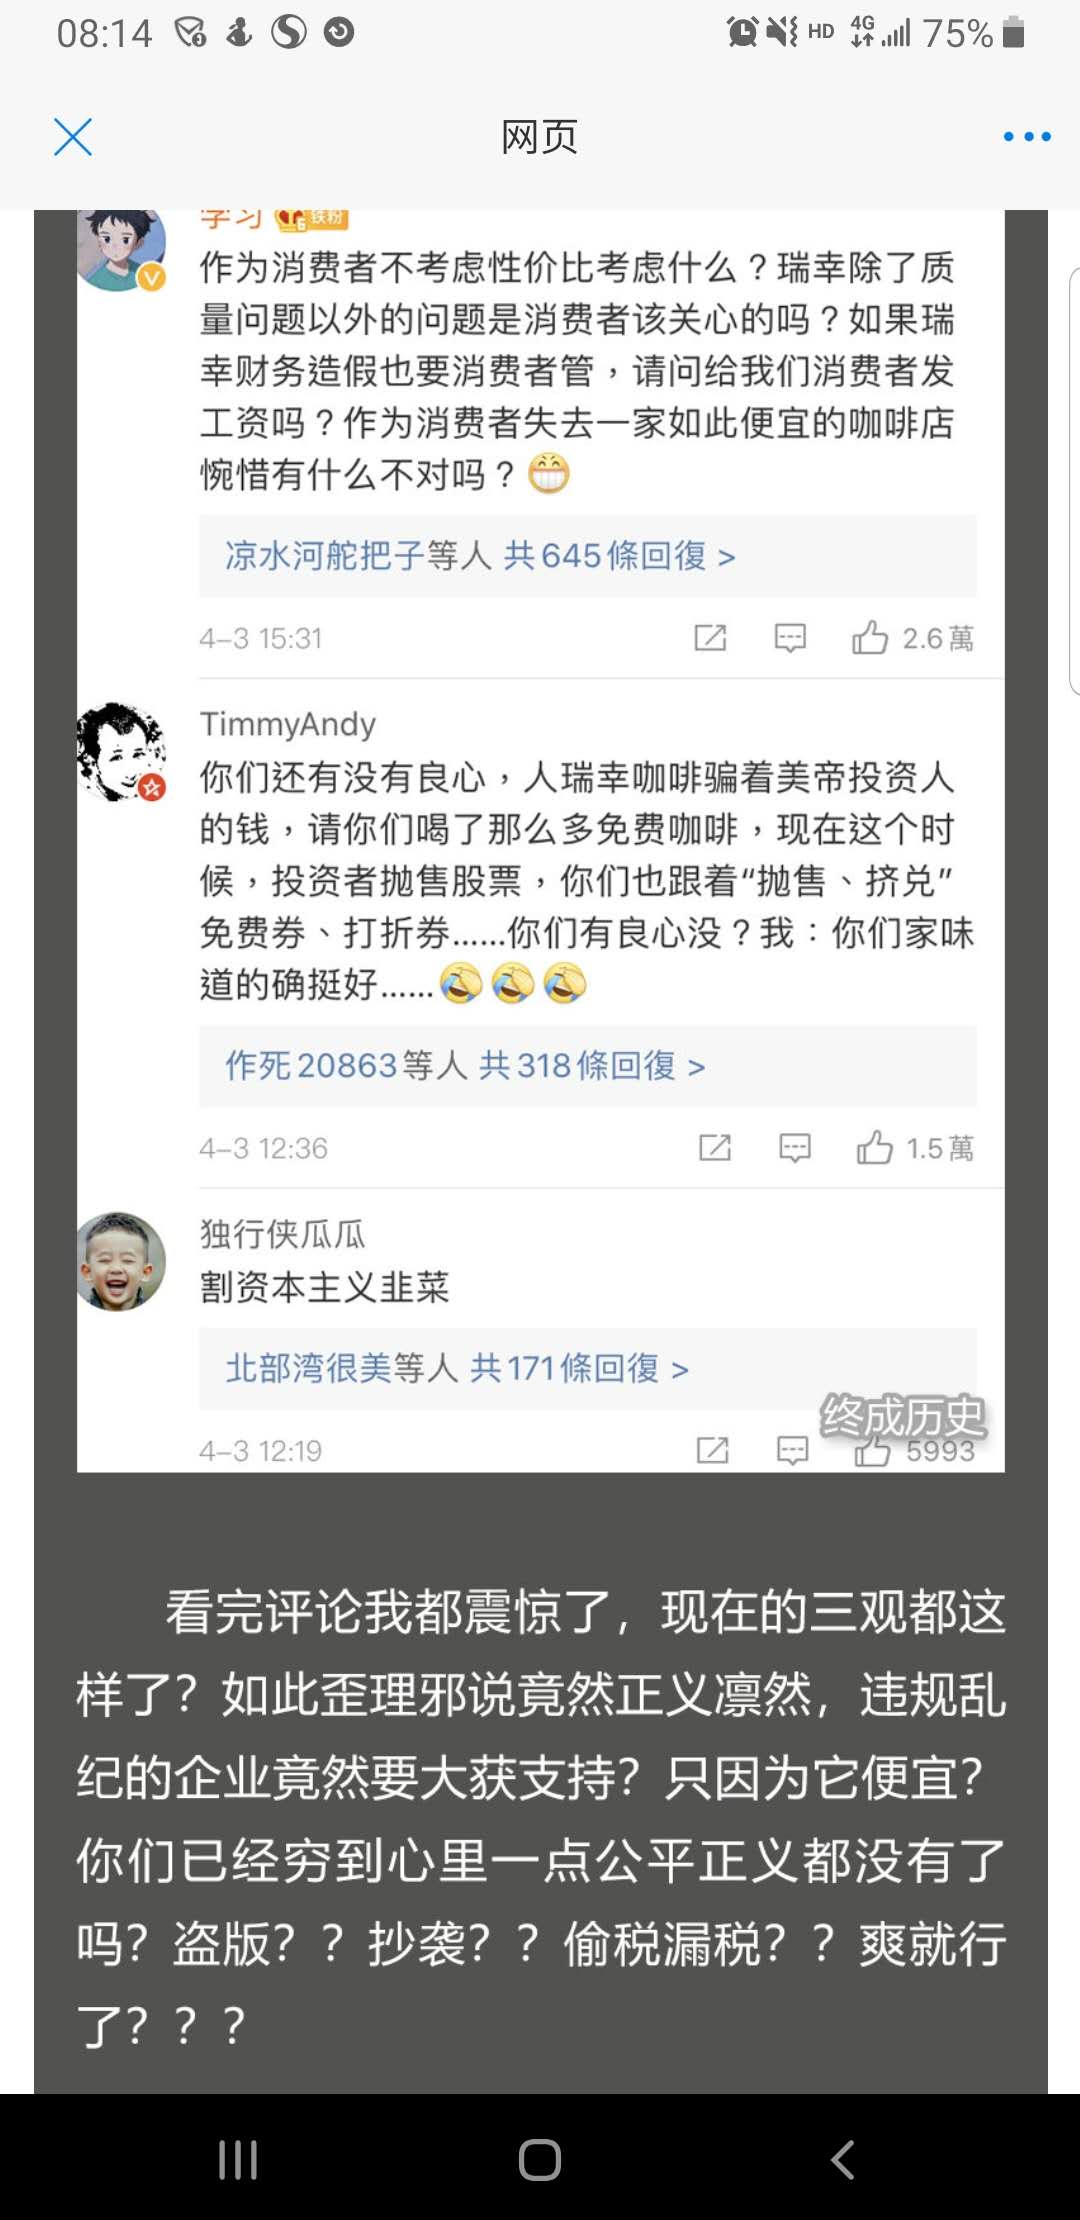 08:14
HD 4G 75%
网页
学习 6 铁粉
作为消费者不考虑性价比考虑什么？瑞幸除了质
量问题以外的问题是消费者该关心的吗？如果瑞
幸财务造假也要消费者管，请问给我们消费者发
工资吗？作为消费者失去一家如此便宜的咖啡店
惋惜有什么不对吗？😁
凉水河舵把子等人 共645條回復 >
4-3 15:31 2.6萬
TimmyAndy
你们还有没有良心，人瑞幸咖啡骗着美帝投资人
的钱，请你们喝了那么多免费咖啡，现在这个时
候，投资者抛售股票，你们也跟着“抛售、挤兑”
免费券、打折券......你们有良心没？我：你们家味
道的确挺好......🤣🤣🤣
作死20863等人 共318條回復 >
4-3 12:36 1.5萬
独行侠瓜瓜
割资本主义韭菜
北部湾很美等人 共171條回復 >
终成历史
4-3 12:19 5993
看完评论我都震惊了，现在的三观都这
样了？如此歪理邪说竟然正义凛然，违规乱
纪的企业竟然要大获支持？只因为它便宜？
你们已经穷到心里一点公平正义都没有了
吗？盗版？？抄袭？？偷税漏税？？爽就行
了？？？